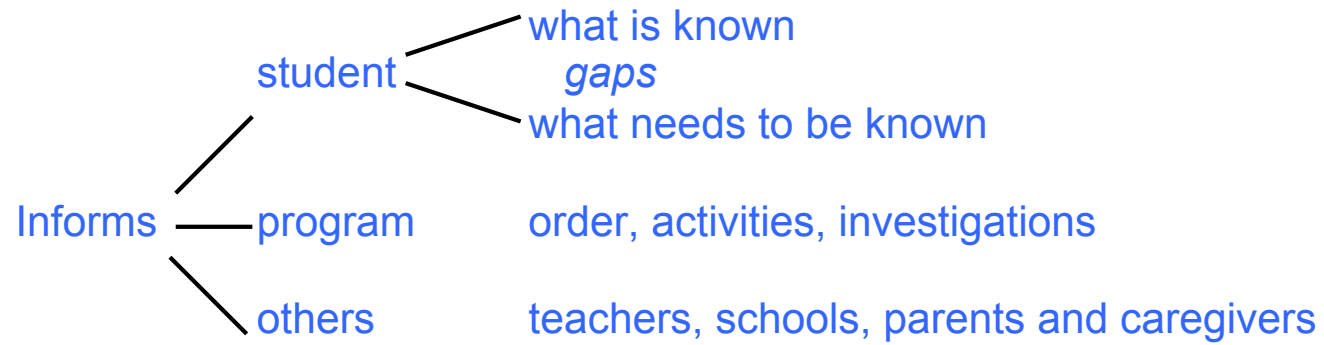 what is known
student gaps
what needs to be known
Informs program order, activities, investigations
others teachers, schools, parents and caregivers